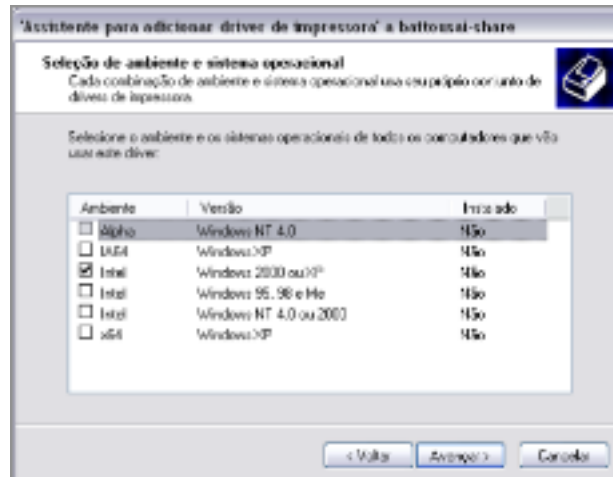 'Assistente para adicionar driver de impressora' a battousai-share
Seleção de ambiente e sistema operacional
Cada combinação de ambiente e sistema operacional usa seu próprio conjunto de
drivers de impressora.
Selecione o ambiente e os sistemas operacionais de todos os computadores que vão
usar este driver:
Ambiente Versão Instalado
Alpha Windows NT 4.0 Não
IA64 Windows XP Não
Intel Windows 2000 ou XP Não
Intel Windows 95, 98 e Me Não
Intel Windows NT 4.0 ou 2000 Não
x64 Windows XP Não
< Voltar Avançar > Cancelar